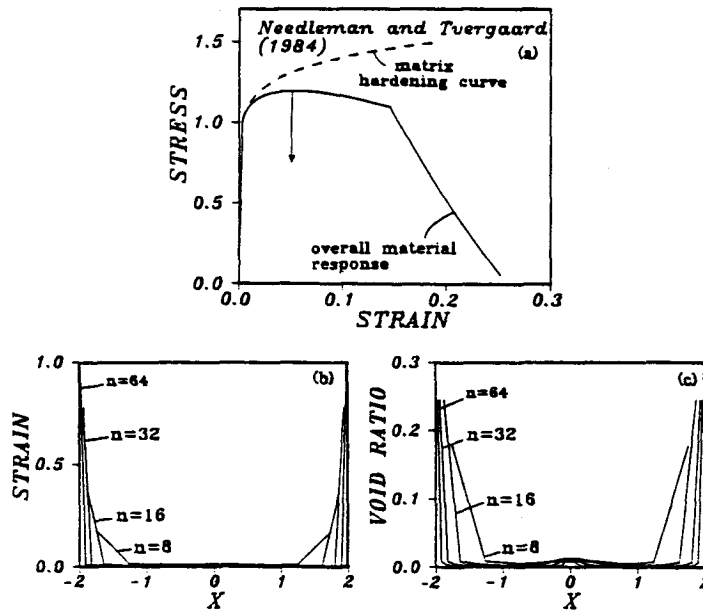 Needleman and Tvergaard
(1984)
(a)
1.5
1.0
0.5
0.0
STRESS
matrix
hardening curve
overall material
response
0.0
0.1
0.2
0.3
STRAIN
1.0
0.5
0.0
STRAIN
(b)
n=64
n=32
n=16
n=8
-2
-1
0
1
2
X
0.3
0.2
0.1
0.0
VOID RATIO
(c)
n=64
n=32
n=16
n=8
-2
-1
0
1
2
X